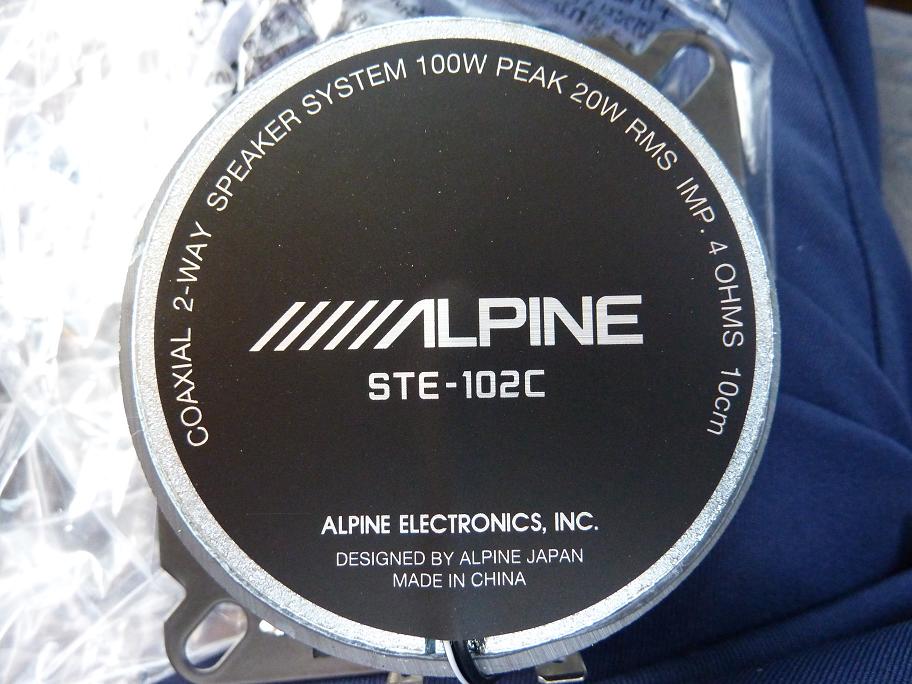 COAXIAL 2-WAY SPEAKER SYSTEM 100W PEAK 20W RMS IMP. 4 OHMS 10cm
ALPINE
STE-102C
ALPINE ELECTRONICS, INC.
DESIGNED BY ALPINE JAPAN
MADE IN CHINA